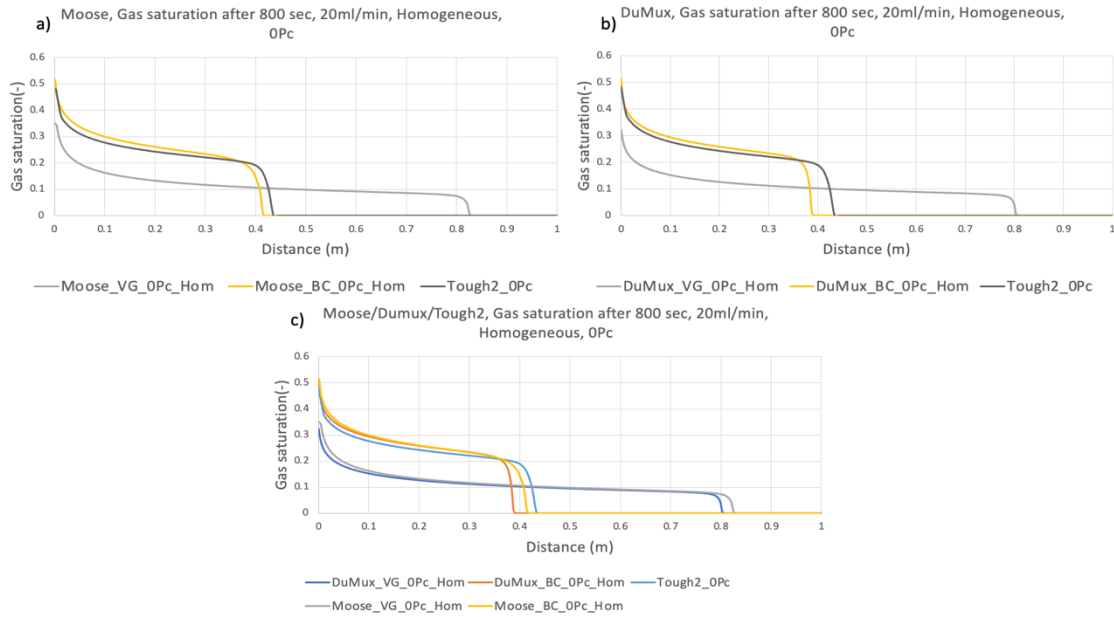 a)
Moose, Gas saturation after 800 sec, 20ml/min, Homogeneous,
0Pc
Gas saturation(-)
0.6
0.5
0.4
0.3
0.2
0.1
0
0 0.1 0.2 0.3 0.4 0.5 0.6 0.7 0.8 0.9 1
Distance (m)
Moose_VG_0Pc_Hom Moose_BC_0Pc_Hom Tough2_0Pc
b)
DuMux, Gas saturation after 800 sec, 20ml/min, Homogeneous,
0Pc
Gas saturation(-)
0.6
0.5
0.4
0.3
0.2
0.1
0
0 0.1 0.2 0.3 0.4 0.5 0.6 0.7 0.8 0.9 1
Distance (m)
DuMux_VG_0Pc_Hom DuMux_BC_0Pc_Hom Tough2_0Pc
c)
Moose/Dumux/Tough2, Gas saturation after 800 sec, 20ml/min,
Homogeneous, 0Pc
Gas saturation(-)
0.6
0.5
0.4
0.3
0.2
0.1
0
0 0.1 0.2 0.3 0.4 0.5 0.6 0.7 0.8 0.9 1
Distance (m)
DuMux_VG_0Pc_Hom DuMux_BC_0Pc_Hom Tough2_0Pc
Moose_VG_0Pc_Hom Moose_BC_0Pc_Hom